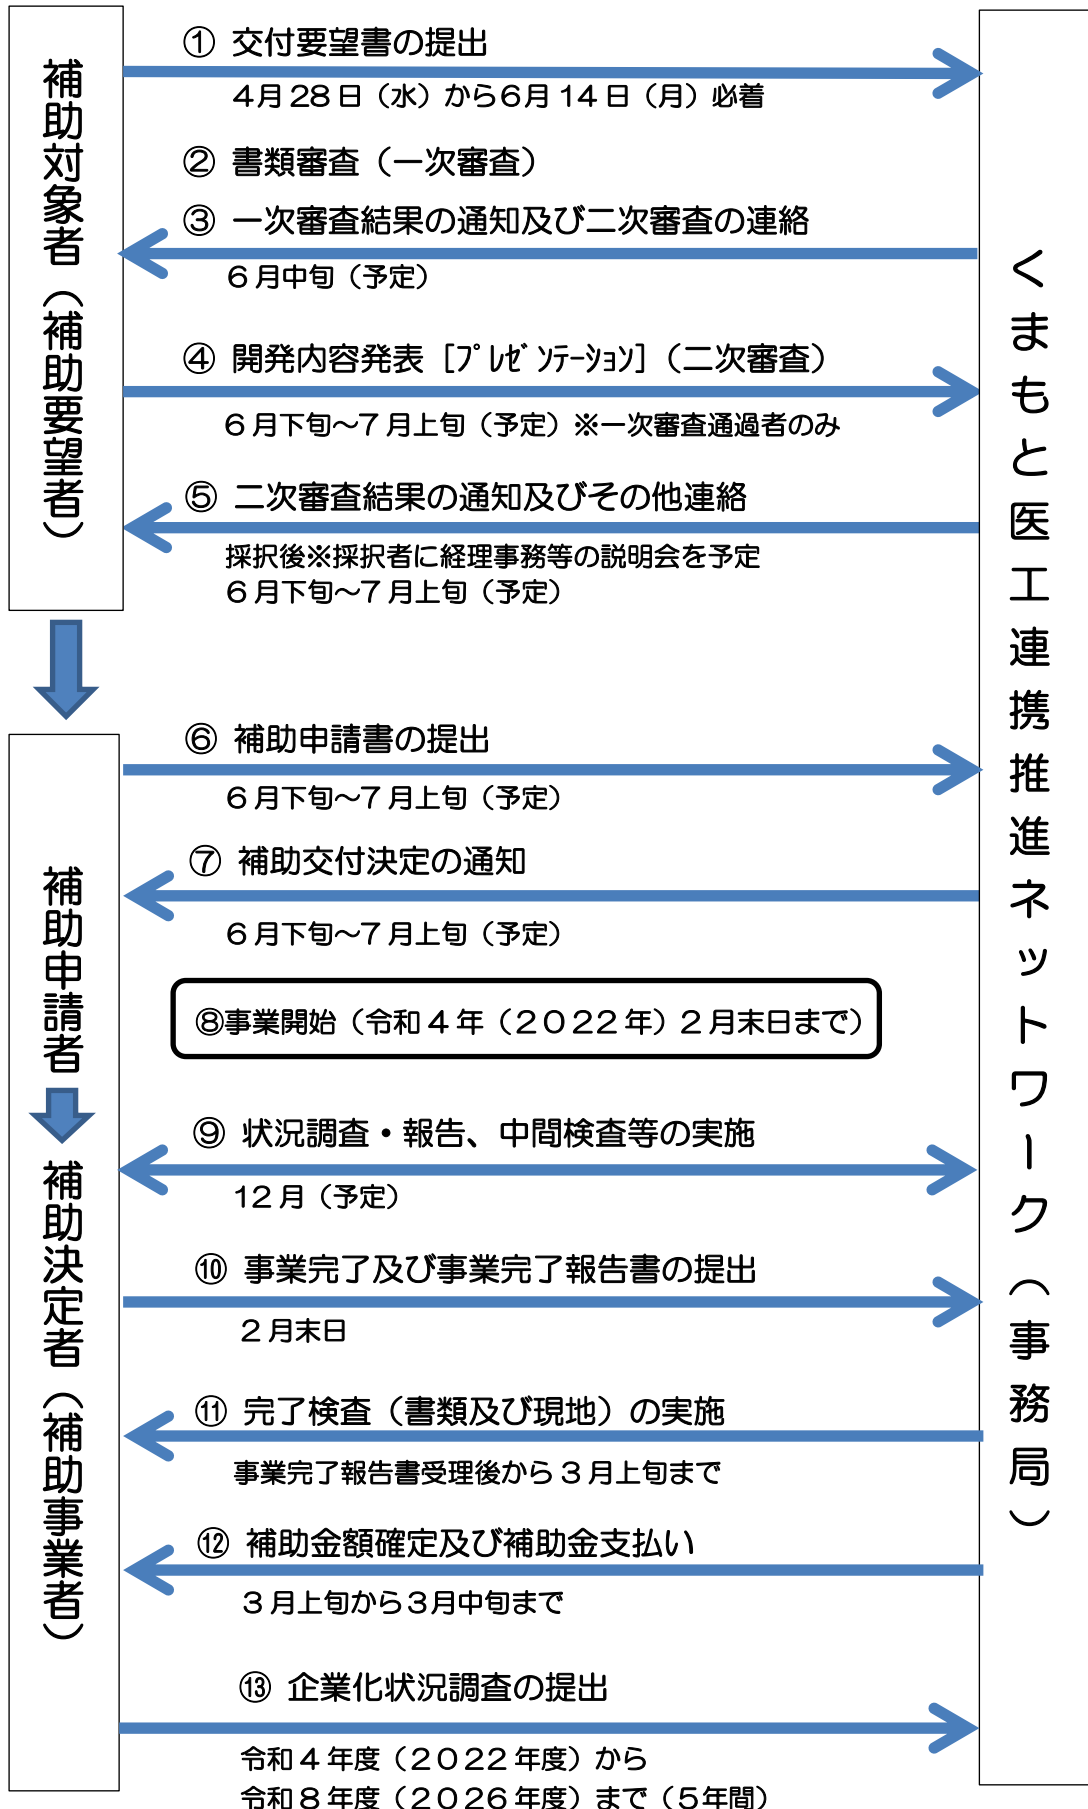 補助対象者（補助要望者）
① 交付要望書の提出
4月28日（水）から6月14日（月）必着
② 書類審査（一次審査）
③ 一次審査結果の通知及び二次審査の連絡
6月中旬（予定）
④ 開発内容発表［ﾌﾟﾚｾﾞﾝﾃｰｼｮﾝ］（二次審査）
6月下旬～7月上旬（予定）※一次審査通過者のみ
⑤ 二次審査結果の通知及びその他連絡
採択後※採択者に経理事務等の説明会を予定
6月下旬～7月上旬（予定）
補助申請者
補助決定者（補助事業者）
⑥ 補助申請書の提出
6月下旬～7月上旬（予定）
⑦ 補助交付決定の通知
6月下旬～7月上旬（予定）
⑧事業開始（令和４年（２０２２年）２月末日まで）
⑨ 状況調査・報告、中間検査等の実施
12月（予定）
⑩ 事業完了及び事業完了報告書の提出
２月末日
⑪ 完了検査（書類及び現地）の実施
事業完了報告書受理後から３月上旬まで
⑫ 補助金額確定及び補助金支払い
３月上旬から3月中旬まで
⑬ 企業化状況調査の提出
令和４年度（２０２２年度）から
令和８年度（２０２６年度）まで（5年間）
くまもと医工連携推進ネットワーク（事務局）